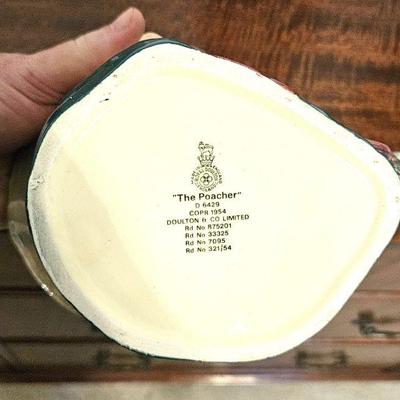 "The Poacher"
D 6429
COPR 1954
DOULTON & CO LIMITED
Rd No 875201
Rd No 33325
Rd No 7095
Rd No 321/54